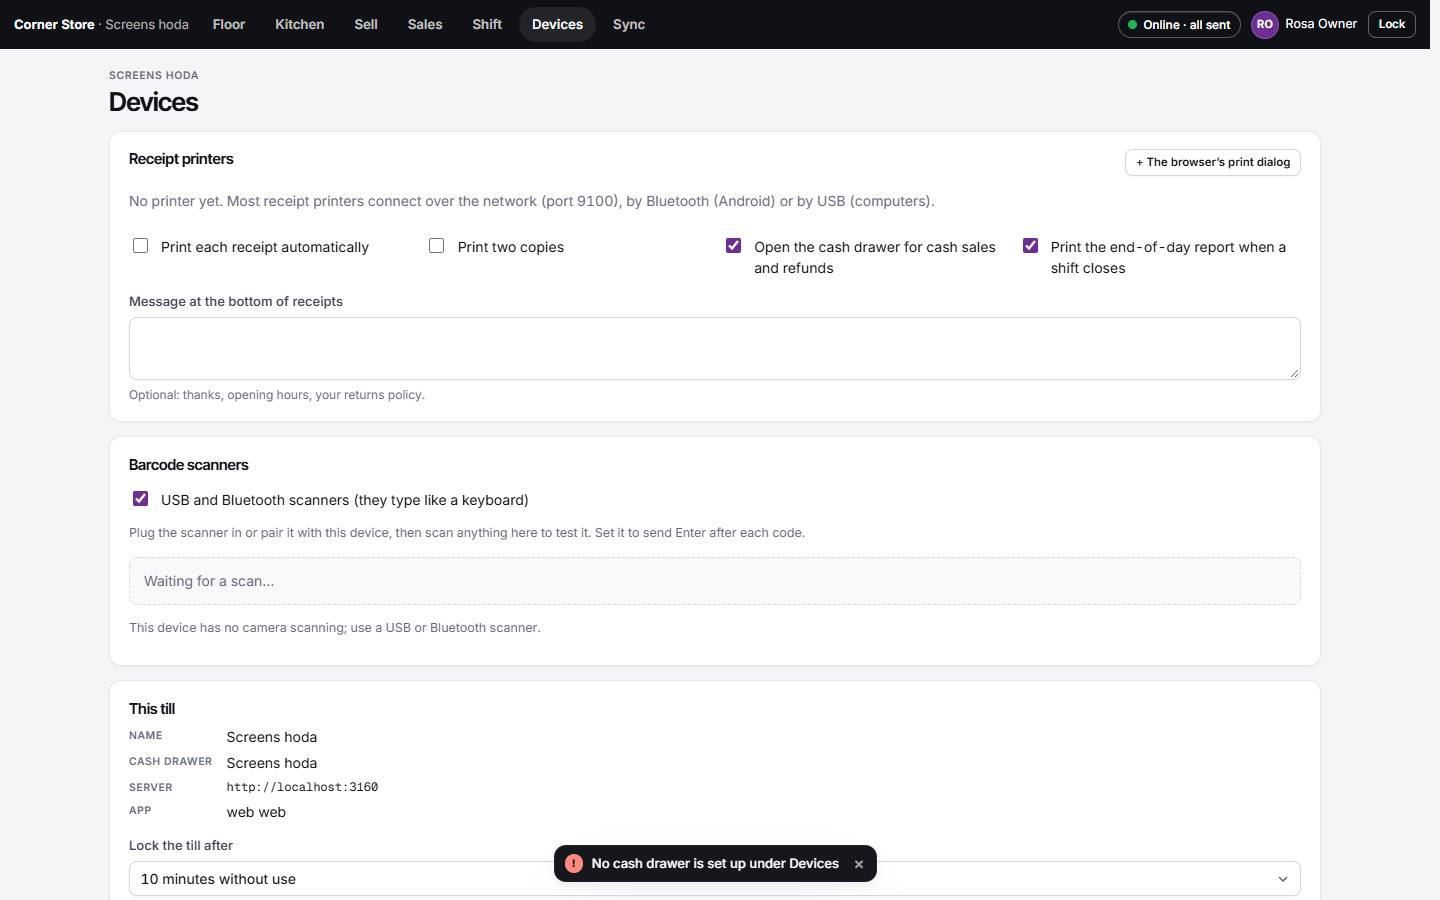 Corner Store · Screens hoda Floor Kitchen Sell Sales Shift Devices Sync Online · all sent RO Rosa Owner Lock
SCREENS HODA
Devices
Receipt printers
+ The browser's print dialog
No printer yet. Most receipt printers connect over the network (port 9100), by Bluetooth (Android) or by USB (computers).
Print each receipt automatically
Print two copies
Open the cash drawer for cash sales
and refunds
Print the end-of-day report when a
shift closes
Message at the bottom of receipts
Optional: thanks, opening hours, your returns policy.
Barcode scanners
USB and Bluetooth scanners (they type like a keyboard)
Plug the scanner in or pair it with this device, then scan anything here to test it. Set it to send Enter after each code.
Waiting for a scan...
This device has no camera scanning; use a USB or Bluetooth scanner.
This till
NAME Screens hoda
CASH DRAWER Screens hoda
SERVER http://localhost:3160
APP web web
Lock the till after
10 minutes without use
! No cash drawer is set up under Devices ×